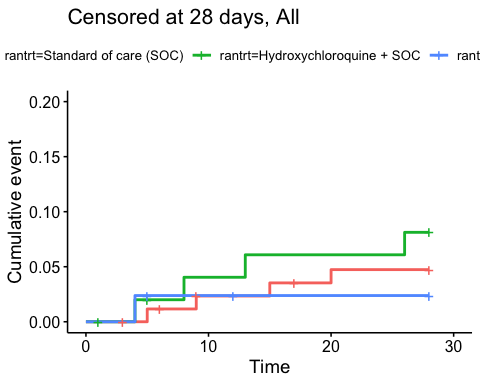 Censored at 28 days, All
rantrt=Standard of care (SOC) rantrt=Hydroxychloroquine + SOC rant
0.20
0.15
0.10
0.05
0.00
Cumulative event
0 10 20 30
Time